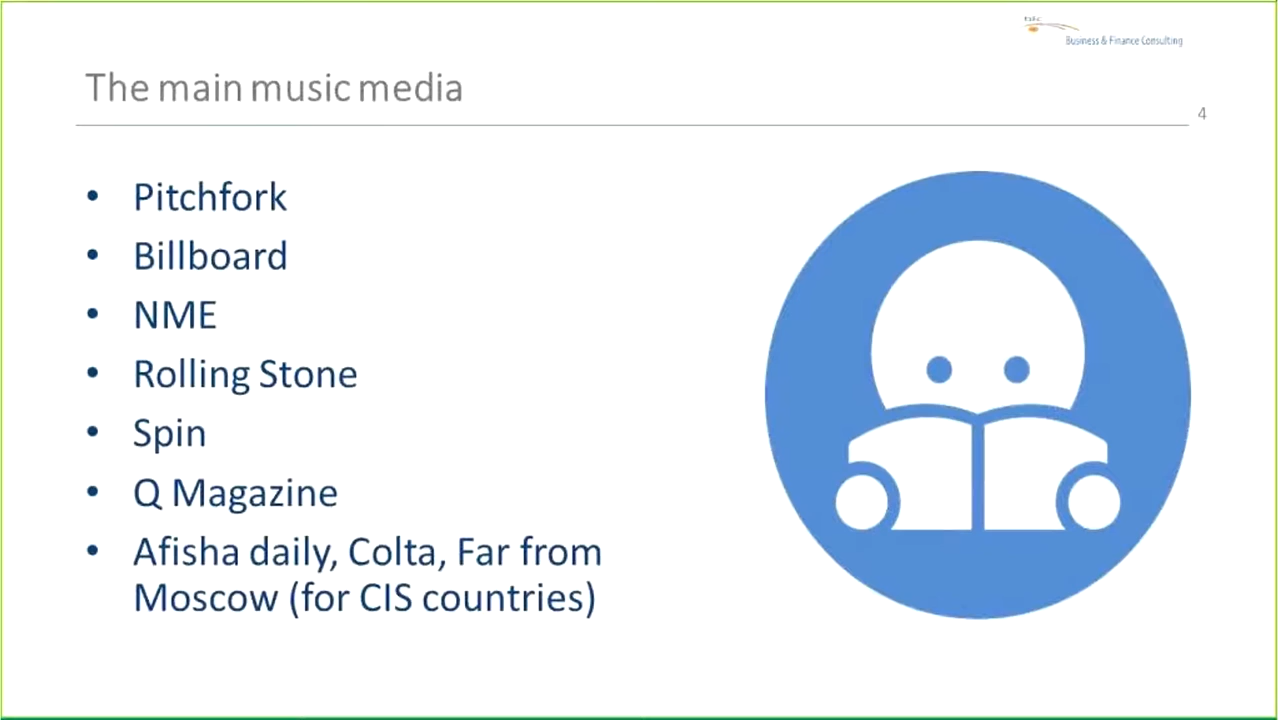 bfc
Business & Finance Consulting
The main music media
4
• Pitchfork
• Billboard
• NME
• Rolling Stone
• Spin
• Q Magazine
• Afisha daily, Colta, Far from
Moscow (for CIS countries)